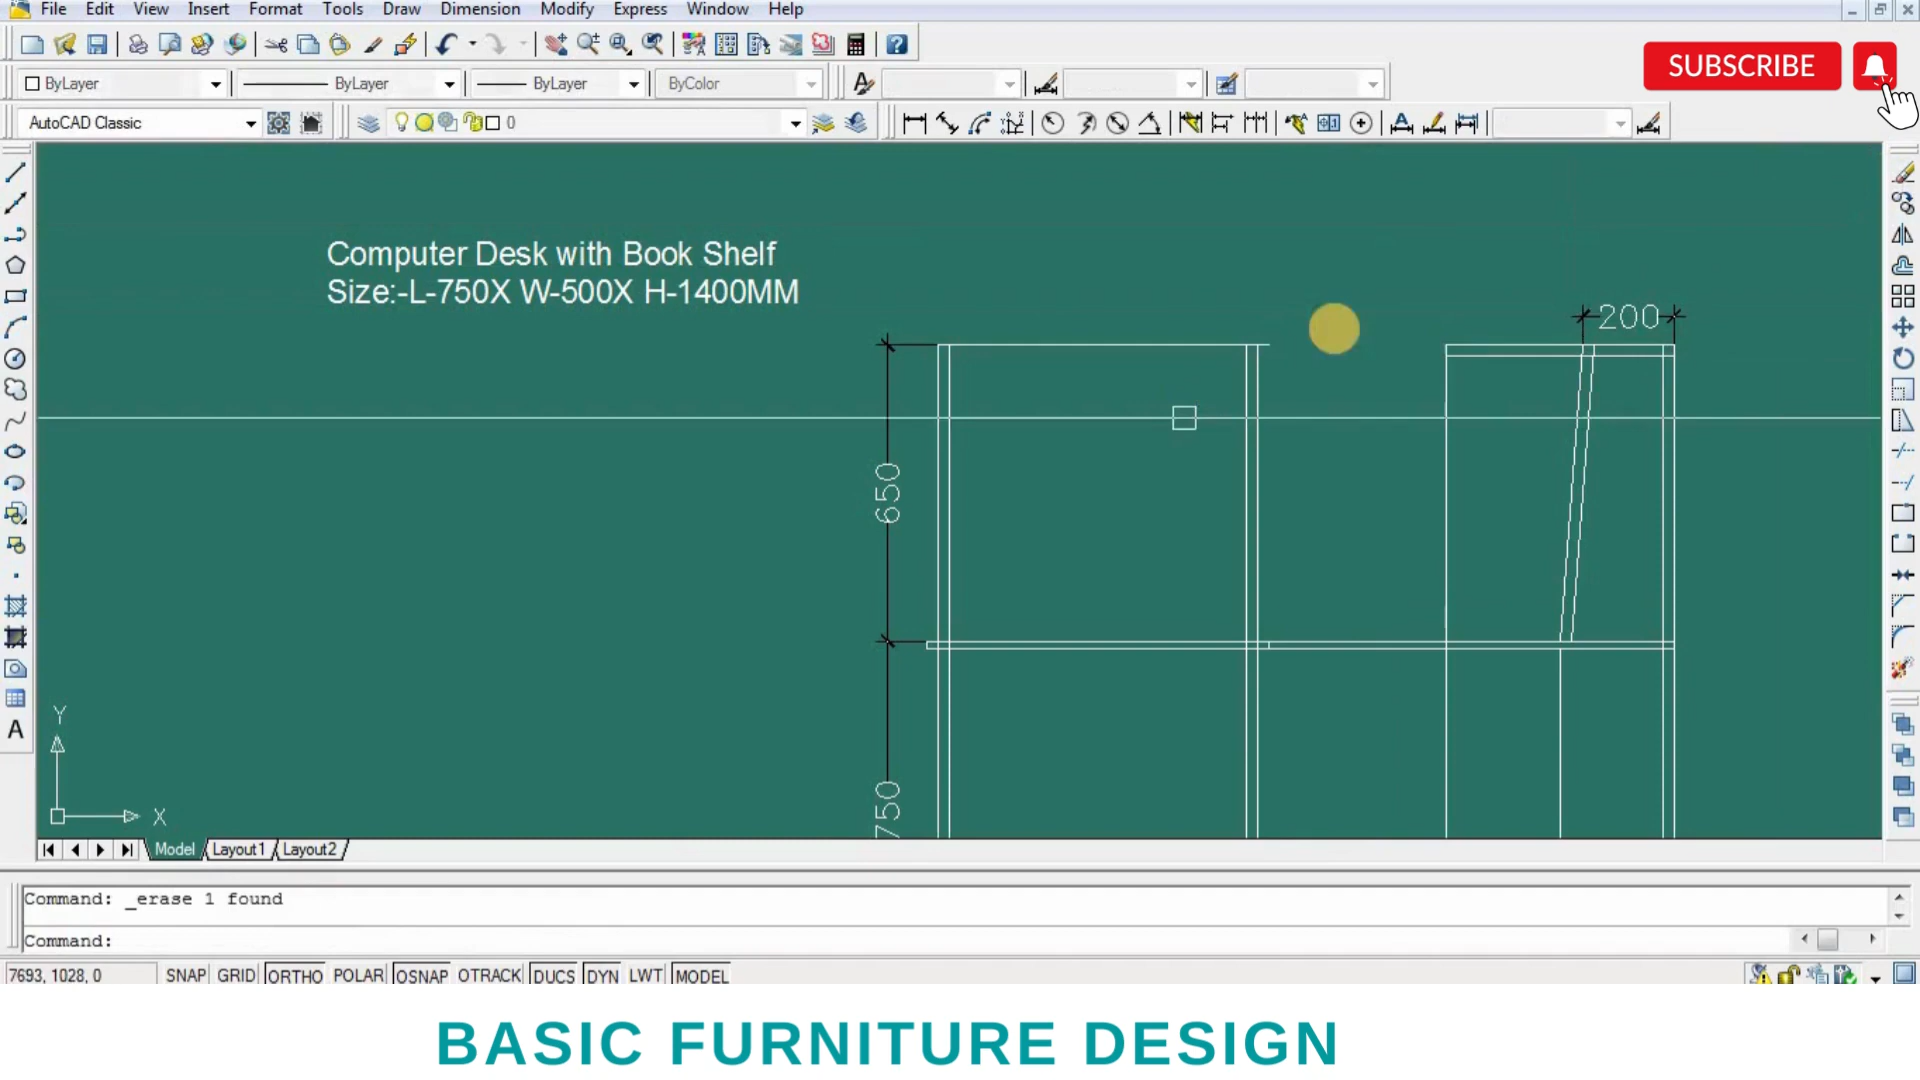 File Edit View Insert Format Tools Draw Dimension Modify Express Window Help
SUBSCRIBE
ByLayer ByLayer ByLayer ByColor
AutoCAD Classic 0
Computer Desk with Book Shelf
Size:-L-750X W-500X H-1400MM
200
650
750
Y
X
Model Layout1 Layout2
Command: _erase 1 found
Command:
7693, 1028, 0 SNAP GRID ORTHO POLAR OSNAP OTRACK DUCS DYN LWT MODEL
BASIC FURNITURE DESIGN